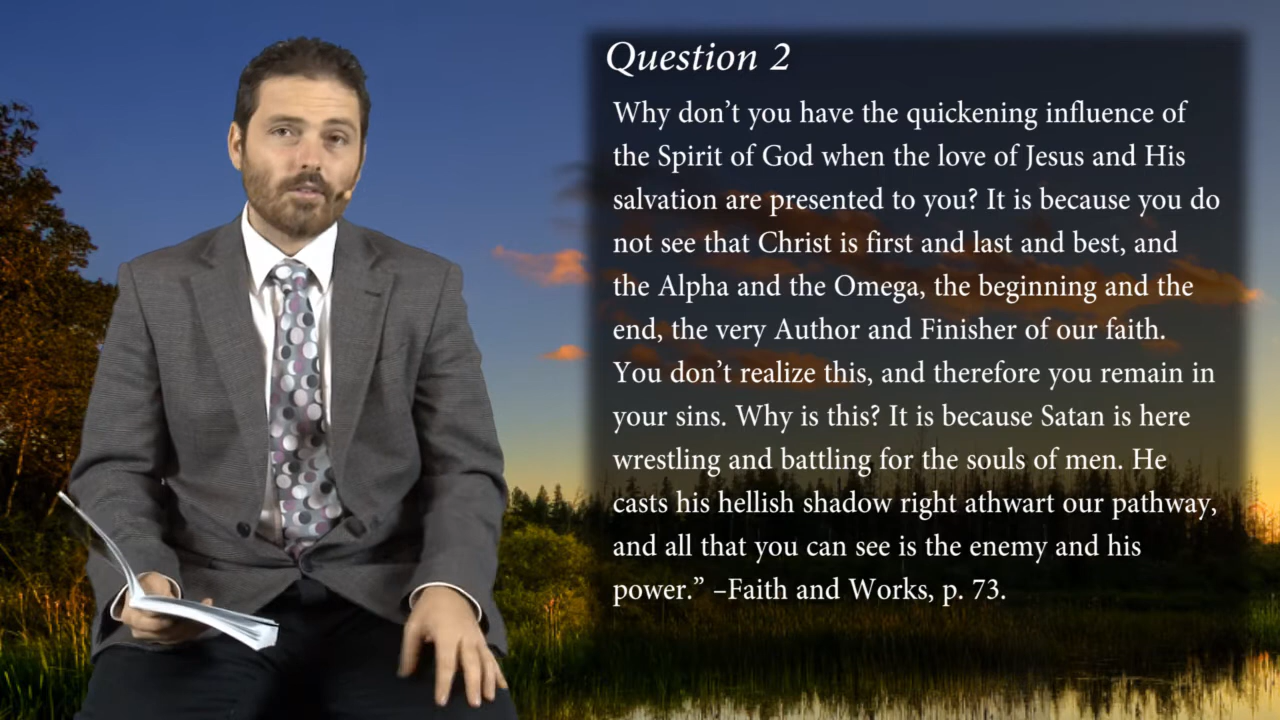 Question 2
Why don’t you have the quickening influence of
the Spirit of God when the love of Jesus and His
salvation are presented to you? It is because you do
not see that Christ is first and last and best, and
the Alpha and the Omega, the beginning and the
end, the very Author and Finisher of our faith.
You don’t realize this, and therefore you remain in
your sins. Why is this? It is because Satan is here
wrestling and battling for the souls of men. He
casts his hellish shadow right athwart our pathway,
and all that you can see is the enemy and his
power.” –Faith and Works, p. 73.